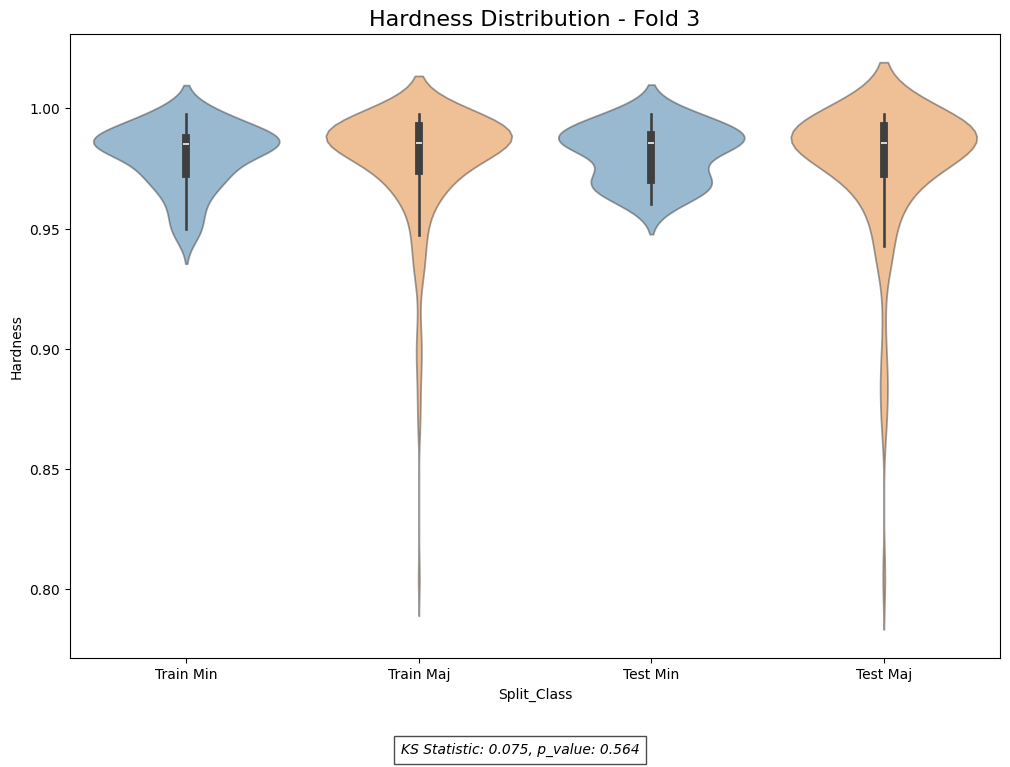 Hardness Distribution - Fold 3
1.00
0.95
0.90
0.85
0.80
Hardness
Train Min
Train Maj
Test Min
Test Maj
Split_Class
KS Statistic: 0.075, p_value: 0.564